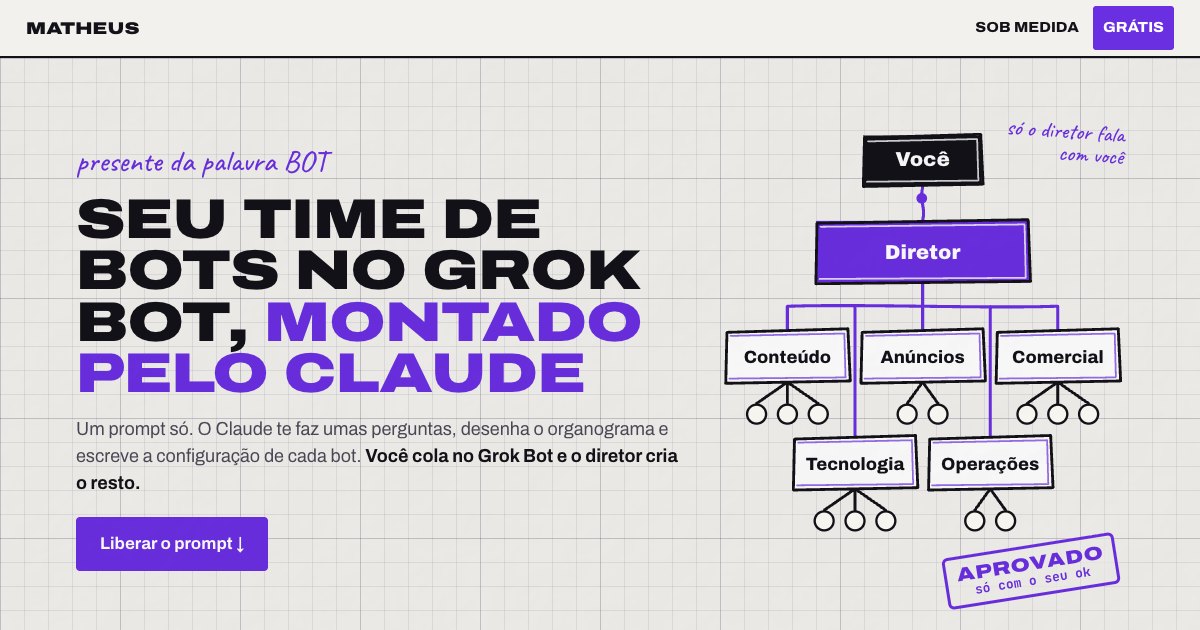 MATHEUS
SOB MEDIDA
GRÁTIS
presente da palavra BOT
SEU TIME DE
BOTS NO GROK
BOT, MONTADO
PELO CLAUDE
Um prompt só. O Claude te faz umas perguntas, desenha o organograma e
escreve a configuração de cada bot. Você cola no Grok Bot e o diretor cria
o resto.
Liberar o prompt ↓
só o diretor fala
com você
Você
Diretor
Conteúdo
Anúncios
Comercial
Tecnologia
Operações
APROVADO
só com o seu ok